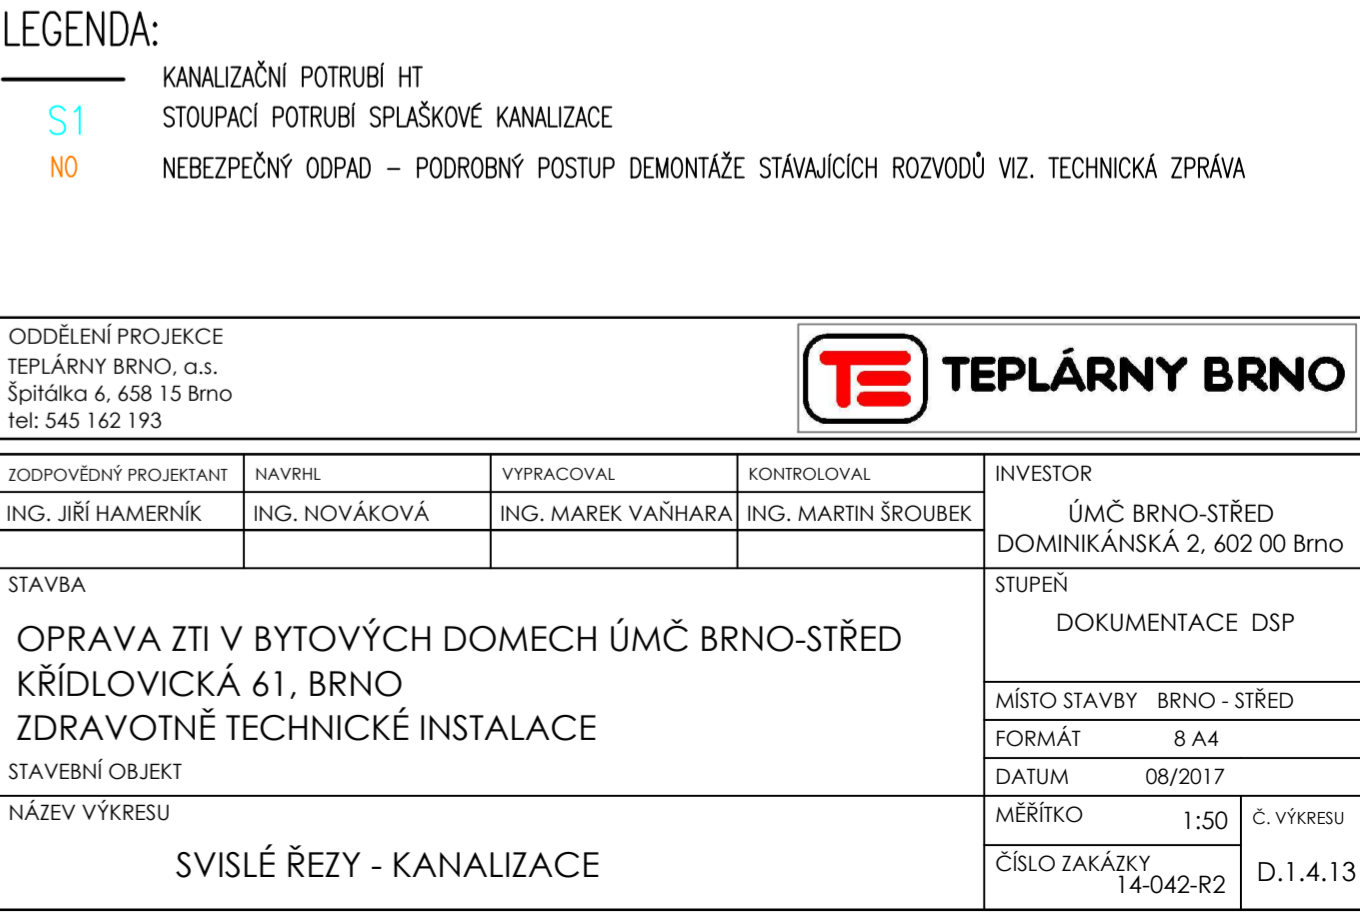 LEGENDA:
KANALIZAČNÍ POTRUBÍ HT
S1 STOUPACÍ POTRUBÍ SPLAŠKOVÉ KANALIZACE
NO NEBEZPEČNÝ ODPAD – PODROBNÝ POSTUP DEMONTÁŽE STÁVAJÍCÍCH ROZVODŮ VIZ. TECHNICKÁ ZPRÁVA
ODDĚLENÍ PROJEKCE
TEPLÁRNY BRNO, a.s.
Špitálka 6, 658 15 Brno
tel: 545 162 193
TE TEPLÁRNY BRNO
ZODPOVĚDNÝ PROJEKTANT NAVRHL VYPRACOVAL KONTROLOVAL
ING. JIŘÍ HAMERNÍK ING. NOVÁKOVÁ ING. MAREK VAŇHARA ING. MARTIN ŠROUBEK
INVESTOR
ÚMČ BRNO-STŘED
DOMINIKÁNSKÁ 2, 602 00 Brno
STAVBA
OPRAVA ZTI V BYTOVÝCH DOMECH ÚMČ BRNO-STŘED
KŘÍDLOVICKÁ 61, BRNO
ZDRAVOTNĚ TECHNICKÉ INSTALACE
STAVEBNÍ OBJEKT
STUPEŇ
DOKUMENTACE DSP
MÍSTO STAVBY BRNO - STŘED
FORMÁT 8 A4
DATUM 08/2017
NÁZEV VÝKRESU
SVISLÉ ŘEZY - KANALIZACE
MĚŘÍTKO 1:50
ČÍSLO ZAKÁZKY
14-042-R2
Č. VÝKRESU
D.1.4.13